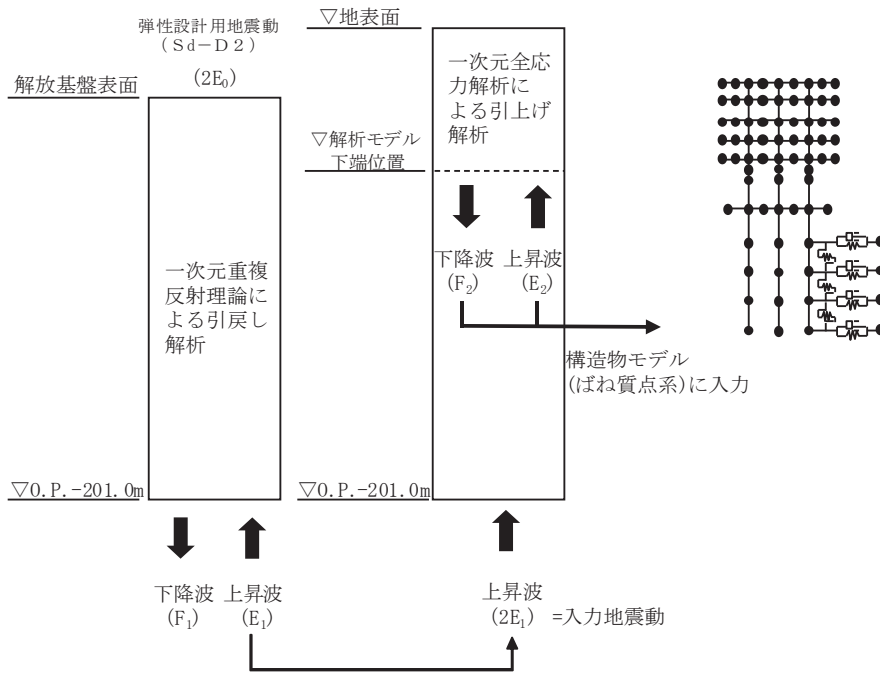 弾性設計用地震動
(Sd-D2)
(2E₀)
解放基盤表面
一次元重複
反射理論に
よる引戻し
解析
▽O.P.-201.0m
下降波
(F₁)
上昇波
(E₁)
▽地表面
一次元全応
力解析に
よる引上げ
解析
▽解析モデル
下端位置
下降波
(F₂)
上昇波
(E₂)
構造物モデル
(ばね質点系)に入力
▽O.P.-201.0m
上昇波
(2E₁) =入力地震動